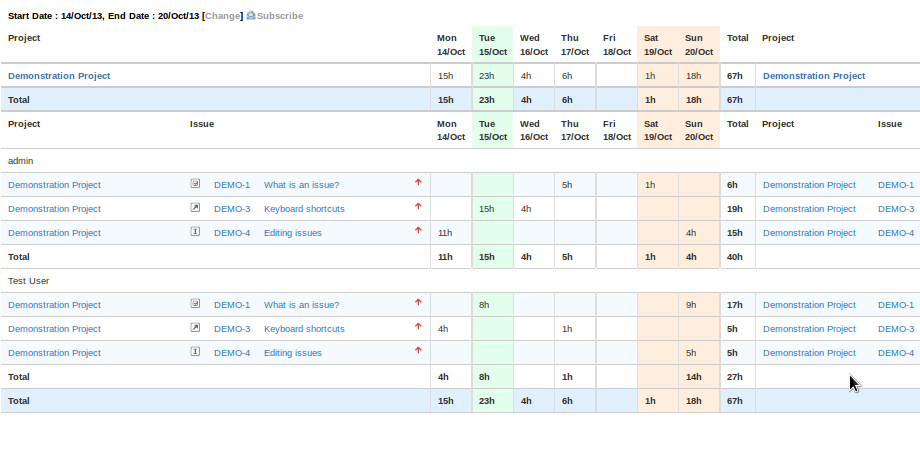 Start Date : 14/Oct/13, End Date : 20/Oct/13 [Change] Subscribe
Project Mon 14/Oct Tue 15/Oct Wed 16/Oct Thu 17/Oct Fri 18/Oct Sat 19/Oct Sun 20/Oct Total Project
Demonstration Project 15h 23h 4h 6h 1h 18h 67h Demonstration Project
Total 15h 23h 4h 6h 1h 18h 67h
Project Issue Mon 14/Oct Tue 15/Oct Wed 16/Oct Thu 17/Oct Fri 18/Oct Sat 19/Oct Sun 20/Oct Total Project Issue
admin
Demonstration Project DEMO-1 What is an issue? 5h 1h 6h Demonstration Project DEMO-1
Demonstration Project DEMO-3 Keyboard shortcuts 15h 4h 19h Demonstration Project DEMO-3
Demonstration Project DEMO-4 Editing issues 11h 4h 15h Demonstration Project DEMO-4
Total 11h 15h 4h 5h 1h 4h 40h
Test User
Demonstration Project DEMO-1 What is an issue? 8h 9h 17h Demonstration Project DEMO-1
Demonstration Project DEMO-3 Keyboard shortcuts 4h 1h 5h Demonstration Project DEMO-3
Demonstration Project DEMO-4 Editing issues 5h 5h Demonstration Project DEMO-4
Total 4h 8h 1h 14h 27h
Total 15h 23h 4h 6h 1h 18h 67h